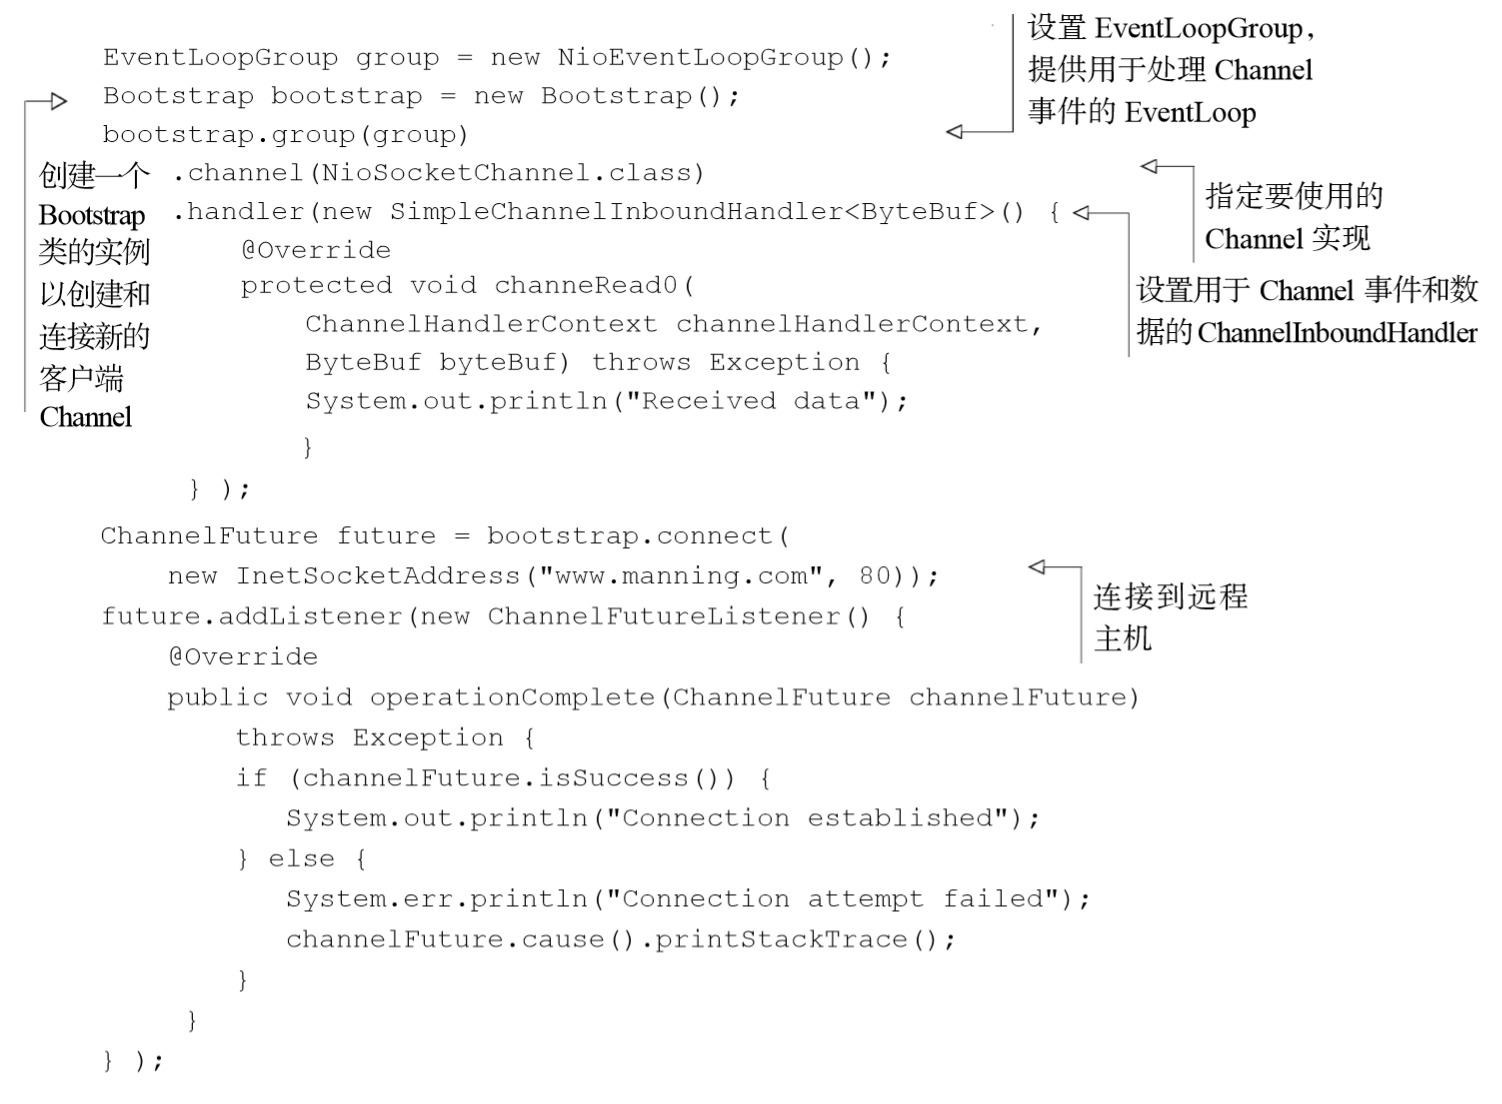 EventLoopGroup group = new NioEventLoopGroup();
Bootstrap bootstrap = new Bootstrap();
bootstrap.group(group)
.channel(NioSocketChannel.class)
.handler(new SimpleChannelInboundHandler<ByteBuf>() {
@Override
protected void channeRead0(
ChannelHandlerContext channelHandlerContext,
ByteBuf byteBuf) throws Exception {
System.out.println("Received data");
}
} );
ChannelFuture future = bootstrap.connect(
new InetSocketAddress("www.manning.com", 80));
future.addListener(new ChannelFutureListener() {
@Override
public void operationComplete(ChannelFuture channelFuture)
throws Exception {
if (channelFuture.isSuccess()) {
System.out.println("Connection established");
} else {
System.err.println("Connection attempt failed");
channelFuture.cause().printStackTrace();
}
}
} );
设置 EventLoopGroup，
提供用于处理 Channel
事件的 EventLoop
创建一个
Bootstrap
类的实例
以创建和
连接新的
客户端
Channel
指定要使用的
Channel 实现
设置用于 Channel 事件和数
据的 ChannelInboundHandler
连接到远程
主机